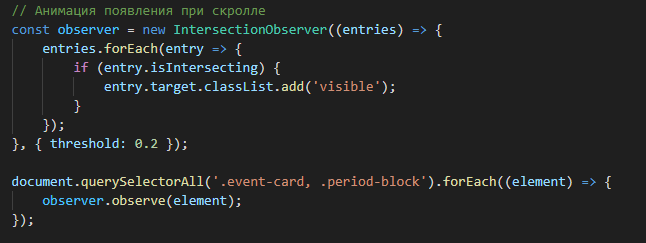 // Анимация появления при скролле
const observer = new IntersectionObserver((entries) => {
    entries.forEach(entry => {
        if (entry.isIntersecting) {
            entry.target.classList.add('visible');
        }
    });
}, { threshold: 0.2 });

document.querySelectorAll('.event-card, .period-block').forEach((element) => {
    observer.observe(element);
});